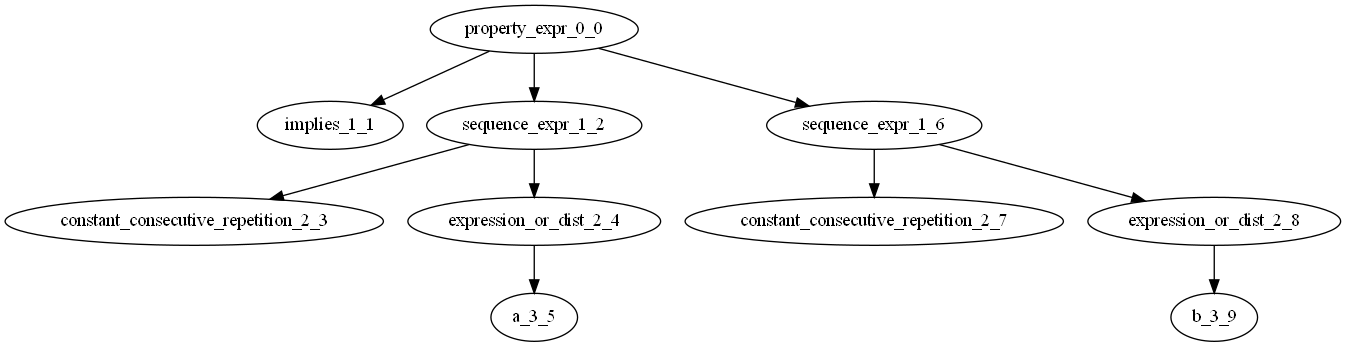 property_expr_0_0
implies_1_1
sequence_expr_1_2
sequence_expr_1_6
constant_consecutive_repetition_2_3
expression_or_dist_2_4
constant_consecutive_repetition_2_7
expression_or_dist_2_8
a_3_5
b_3_9